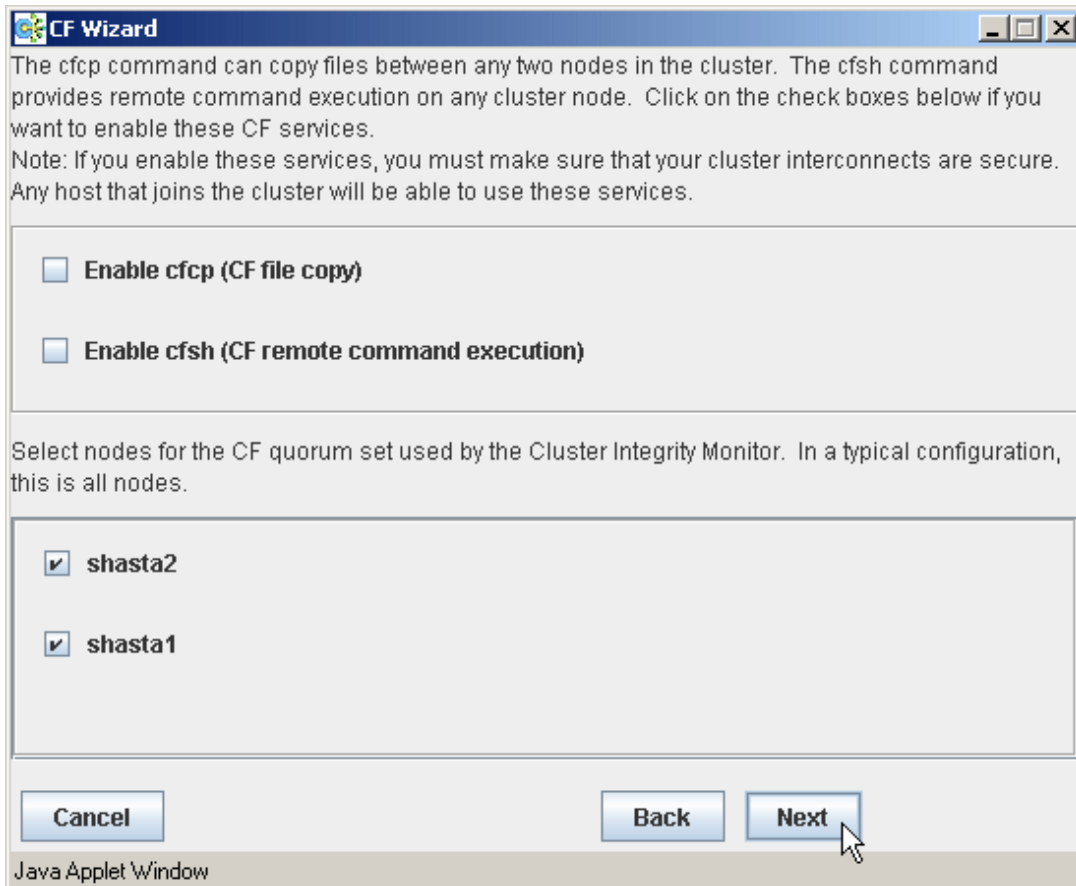 CF Wizard
The cfcp command can copy files between any two nodes in the cluster.  The cfsh command
provides remote command execution on any cluster node.  Click on the check boxes below if you
want to enable these CF services.
Note: If you enable these services, you must make sure that your cluster interconnects are secure.
Any host that joins the cluster will be able to use these services.
Enable cfcp (CF file copy)
Enable cfsh (CF remote command execution)
Select nodes for the CF quorum set used by the Cluster Integrity Monitor.  In a typical configuration,
this is all nodes.
shasta2
shasta1
Cancel Back Next
Java Applet Window